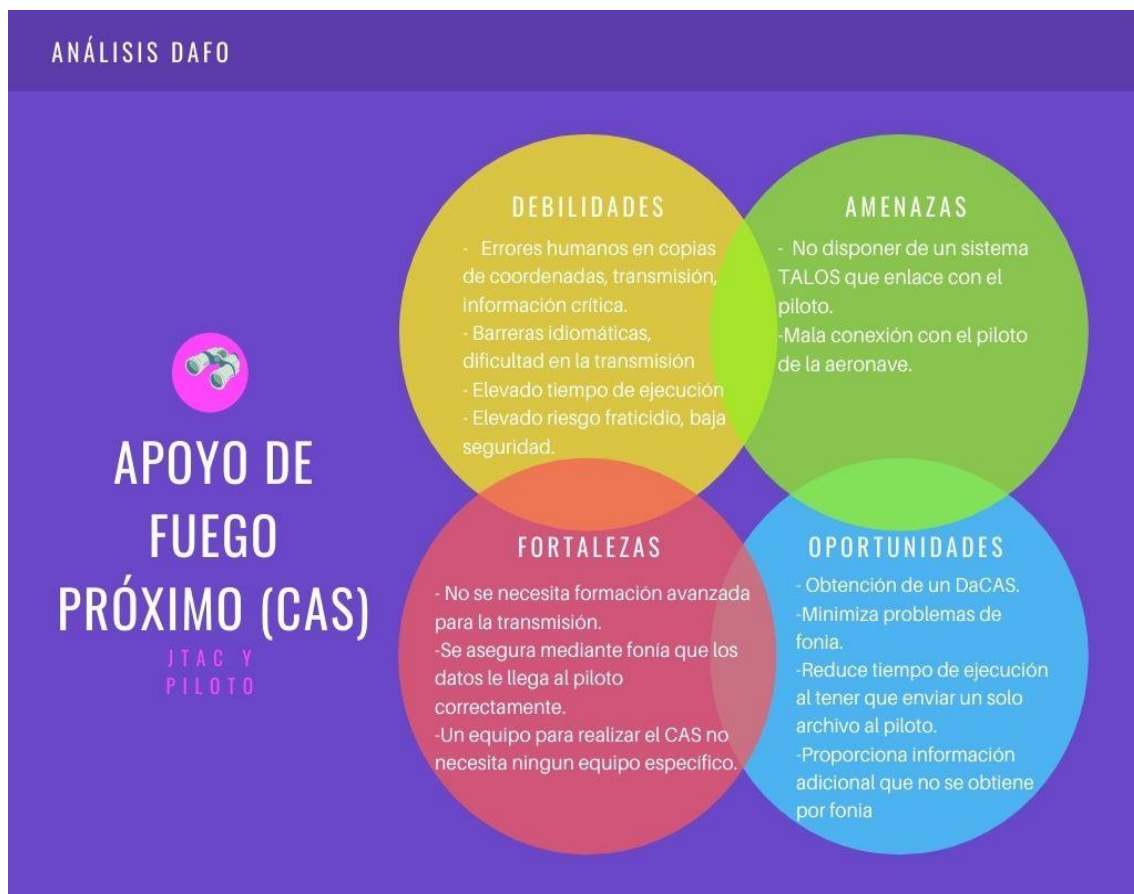 ANÁLISIS DAFO
APOYO DE
FUEGO
PRÓXIMO (CAS)
JTAC Y
PILOTO
DEBILIDADES
- Errores humanos en copias
de coordenadas, transmisión,
información crítica.
- Barreras idiomáticas,
dificultad en la transmisión
- Elevado tiempo de ejecución
- Elevado riesgo fraticidio, baja
seguridad.
AMENAZAS
- No disponer de un sistema
TALOS que enlace con el
piloto.
-Mala conexión con el piloto
de la aeronave.
FORTALEZAS
- No se necesita formación avanzada
para la transmisión.
-Se asegura mediante fonía que los
datos le llega al piloto
correctamente.
-Un equipo para realizar el CAS no
necesita ningun equipo específico.
OPORTUNIDADES
- Obtención de un DaCAS.
-Minimiza problemas de
fonia.
-Reduce tiempo de ejecución
al tener que enviar un solo
archivo al piloto.
-Proporciona información
adicional que no se obtiene
por fonia